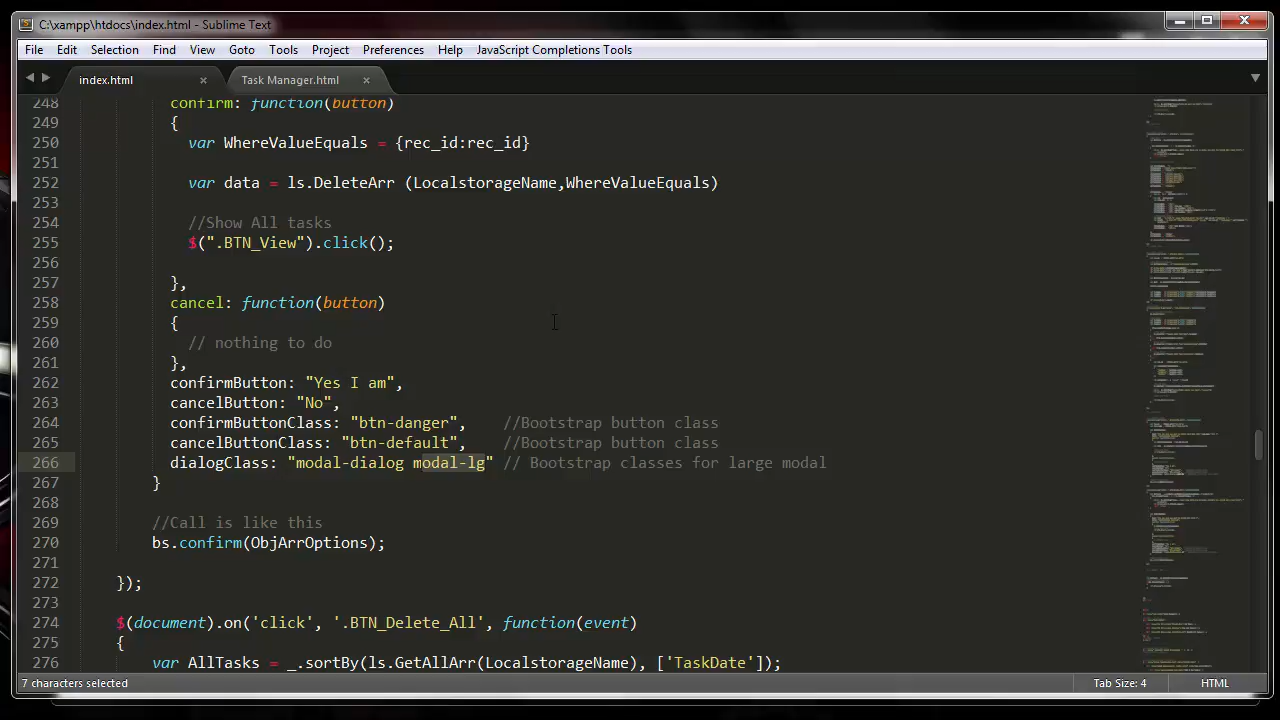 C:\xampp\htdocs\index.html - Sublime Text
File Edit Selection Find View Goto Tools Project Preferences Help JavaScript Completions Tools
index.html × Task Manager.html ×
248 confirm: function(button)
249 {
250 var WhereValueEquals = {rec_id:rec_id}
251
252 var data = ls.DeleteArr (LocalstorageName,WhereValueEquals)
253
254 //Show All tasks
255 $(".BTN_View").click();
256
257 },
258 cancel: function(button)
259 {
260 // nothing to do
261 },
262 confirmButton: "Yes I am",
263 cancelButton: "No",
264 confirmButtonClass: "btn-danger", //Bootstrap button class
265 cancelButtonClass: "btn-default", //Bootstrap button class
266 dialogClass: "modal-dialog modal-lg" // Bootstrap classes for large modal
267 }
268
269 //Call is like this
270 bs.confirm(ObjArrOptions);
271
272 });
273
274 $(document).on('click', '.BTN_Delete_All', function(event)
275 {
276 var AllTasks = _.sortBy(ls.GetAllArr(LocalstorageName), ['TaskDate']);
7 characters selected Tab Size: 4 HTML